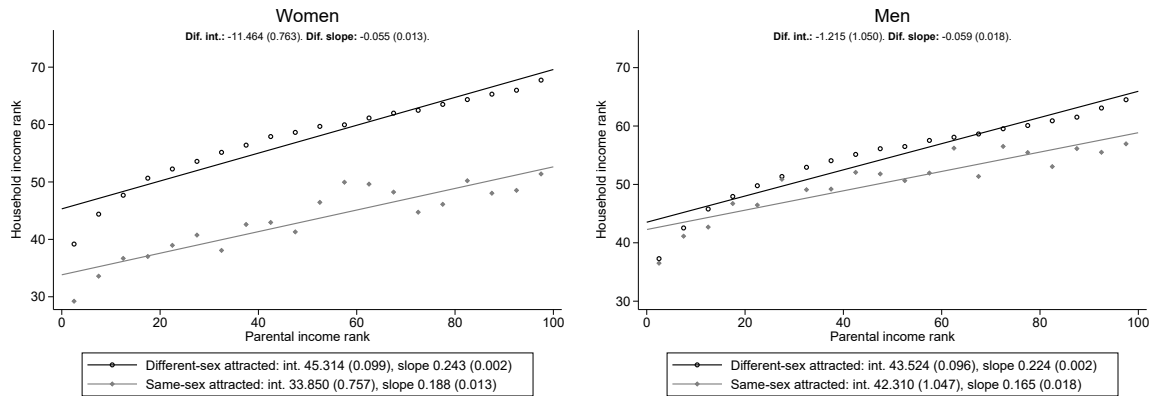 Women
Dif. int.: -11.464 (0.763). Dif. slope: -0.055 (0.013).
Household income rank
70
60
50
40
30
0 20 40 60 80 100
Parental income rank
Different-sex attracted: int. 45.314 (0.099), slope 0.243 (0.002)
Same-sex attracted: int. 33.850 (0.757), slope 0.188 (0.013)
Men
Dif. int.: -1.215 (1.050). Dif. slope: -0.059 (0.018).
Household income rank
70
60
50
40
30
0 20 40 60 80 100
Parental income rank
Different-sex attracted: int. 43.524 (0.096), slope 0.224 (0.002)
Same-sex attracted: int. 42.310 (1.047), slope 0.165 (0.018)